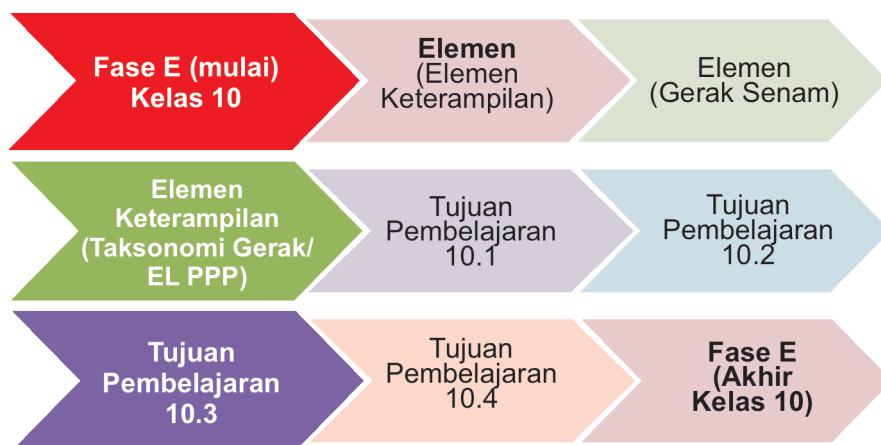 Fase E (mulai)
Kelas 10
Elemen
(Elemen
Keterampilan)
Elemen
(Gerak Senam)
Elemen
Keterampilan
(Taksonomi Gerak/
EL PPP)
Tujuan
Pembelajaran
10.1
Tujuan
Pembelajaran
10.2
Tujuan
Pembelajaran
10.3
Tujuan
Pembelajaran
10.4
Fase E
(Akhir
Kelas 10)